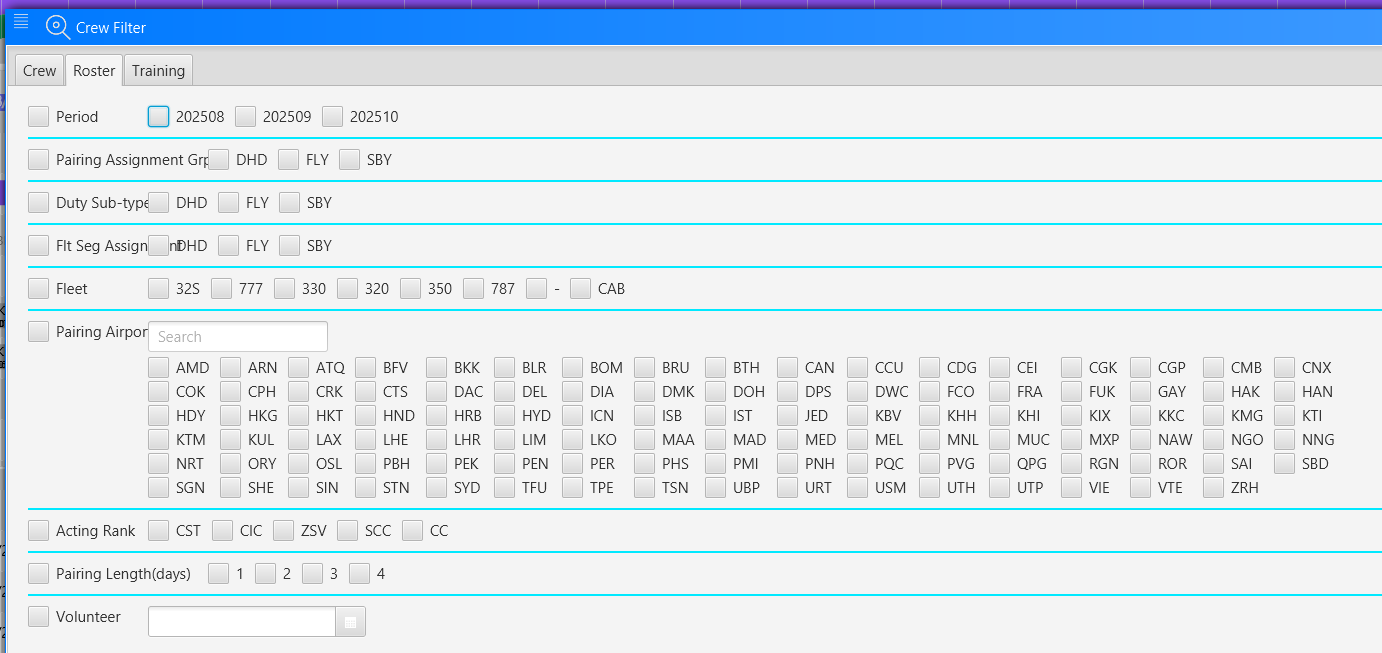 Crew Filter
Crew Roster Training
Period 202508 202509 202510
Pairing Assignment Grp DHD FLY SBY
Duty Sub-type DHD FLY SBY
Flt Seg Assignment DHD FLY SBY
Fleet 32S 777 330 320 350 787 - CAB
Pairing Airpor Search
AMD ARN ATQ BFV BKK BLR BOM BRU BTH CAN CCU CDG CEI CGK CGP CMB CNX
COK CPH CRK CTS DAC DEL DIA DMK DOH DPS DWC FCO FRA FUK GAY HAK HAN
HDY HKG HKT HND HRB HYD ICN ISB IST JED KBV KHH KHI KIX KKC KMG KTI
KTM KUL LAX LHE LHR LIM LKO MAA MAD MED MEL MNL MUC MXP NAW NGO NNG
NRT ORY OSL PBH PEK PEN PER PHS PMI PNH PQC PVG QPG RGN ROR SAI SBD
SGN SHE SIN STN SYD TFU TPE TSN UBP URT USM UTH UTP VIE VTE ZRH
Acting Rank CST CIC ZSV SCC CC
Pairing Length(days) 1 2 3 4
Volunteer